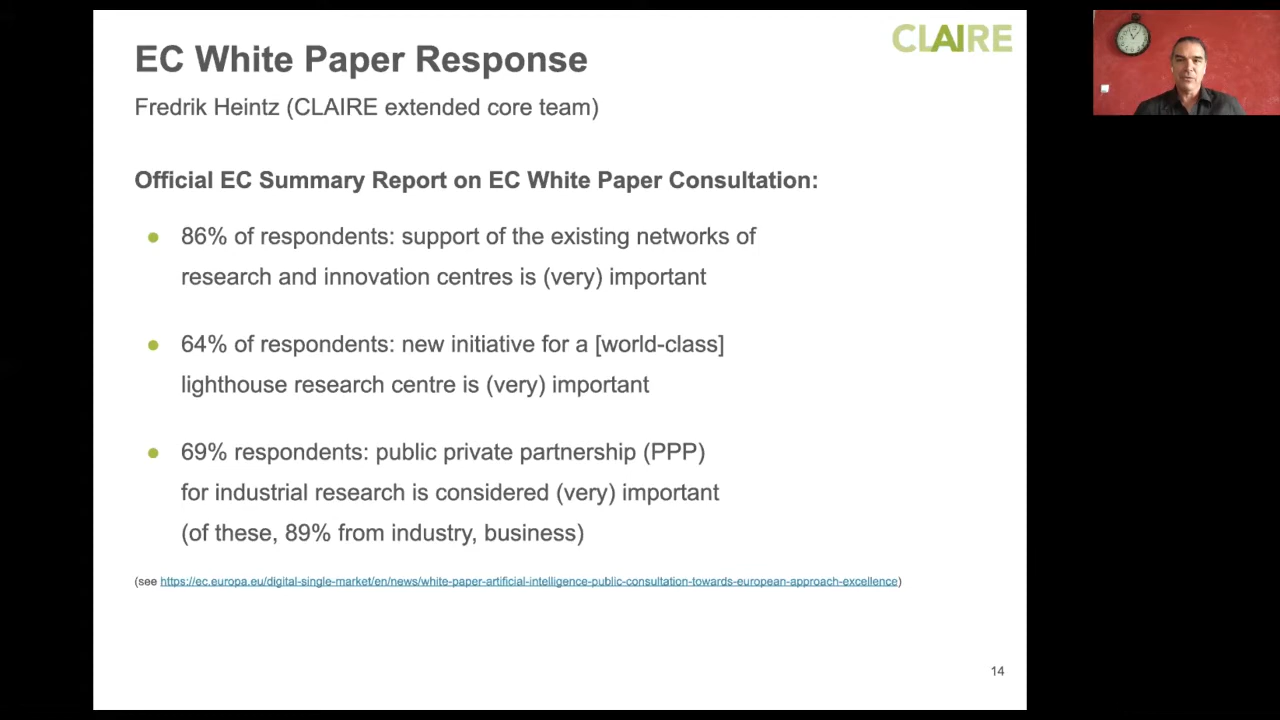 CLAIRE
EC White Paper Response
Fredrik Heintz (CLAIRE extended core team)
Official EC Summary Report on EC White Paper Consultation:
● 86% of respondents: support of the existing networks of
research and innovation centres is (very) important
● 64% of respondents: new initiative for a [world-class]
lighthouse research centre is (very) important
● 69% respondents: public private partnership (PPP)
for industrial research is considered (very) important
(of these, 89% from industry, business)
(see https://ec.europa.eu/digital-single-market/en/news/white-paper-artificial-intelligence-public-consultation-towards-european-approach-excellence)
14